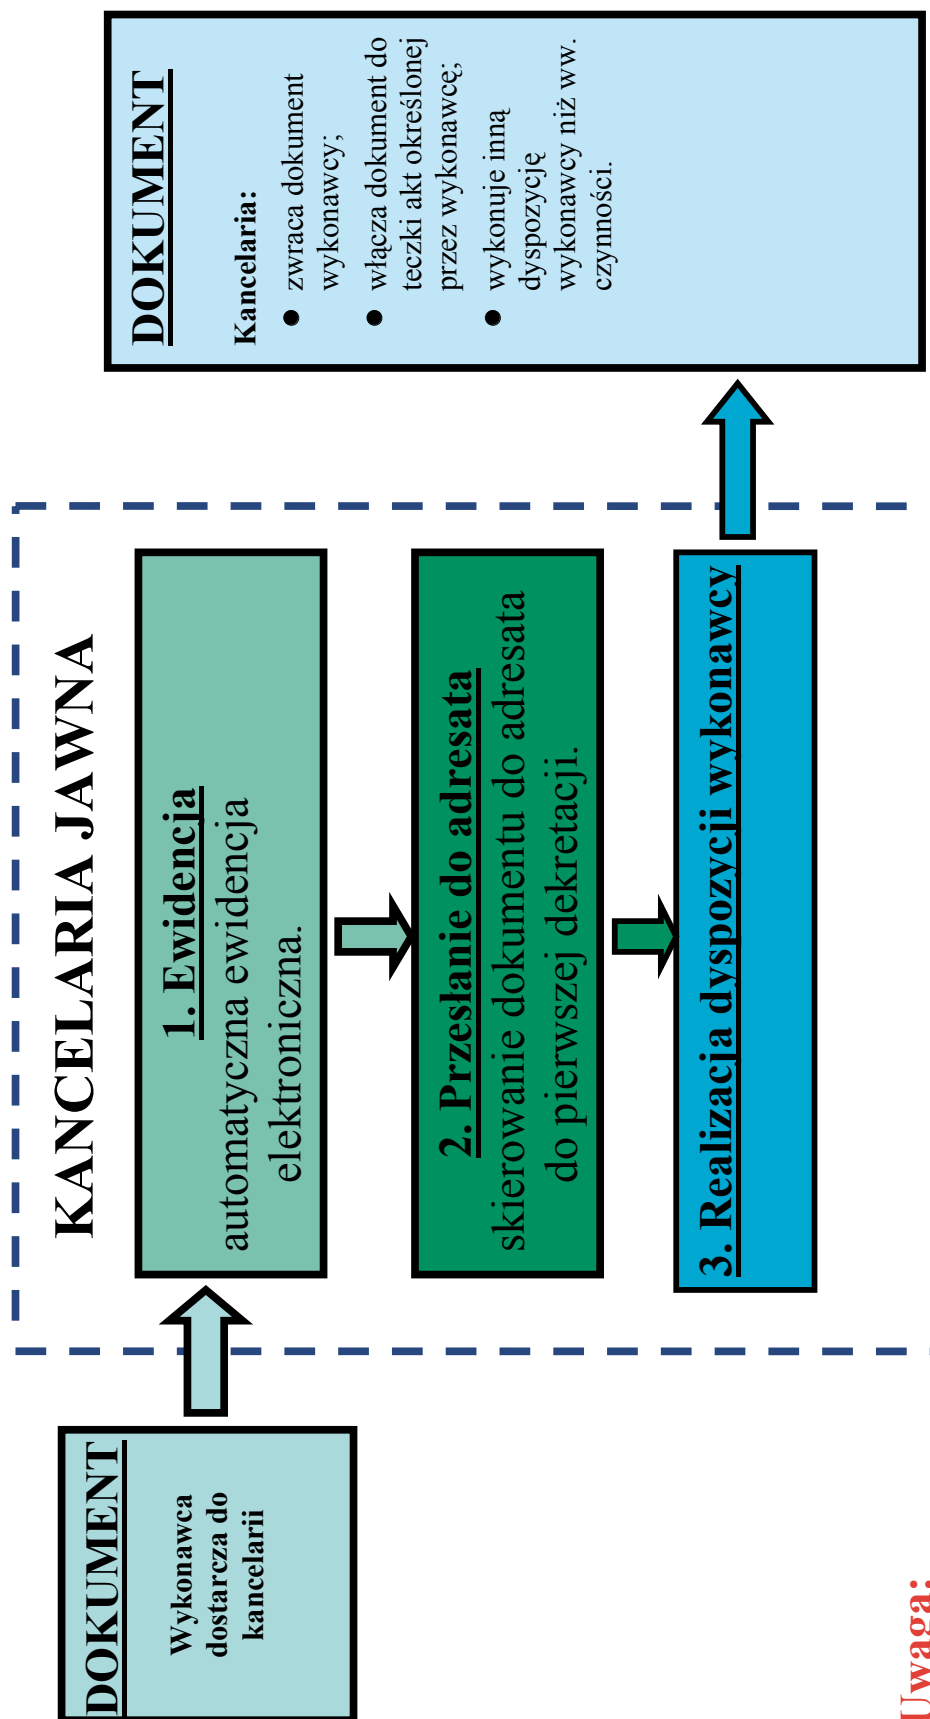 DOKUMENT
Wykonawca
dostarcza do
kancelarii
KANCELARIA JAWNA
1. Ewidencja
automatyczna ewidencja
elektroniczna.
2. Przesłanie do adresata
skierowanie dokumentu do adresata
do pierwszej dekretacji.
3. Realizacja dyspozycji wykonawcy
DOKUMENT
Kancelaria:
● zwraca dokument
wykonawcy;
● włącza dokument do
teczki akt określonej
przez wykonawcę;
● wykonuje inną
dyspozycję
wykonawcy niż ww.
czynności.
Uwaga: